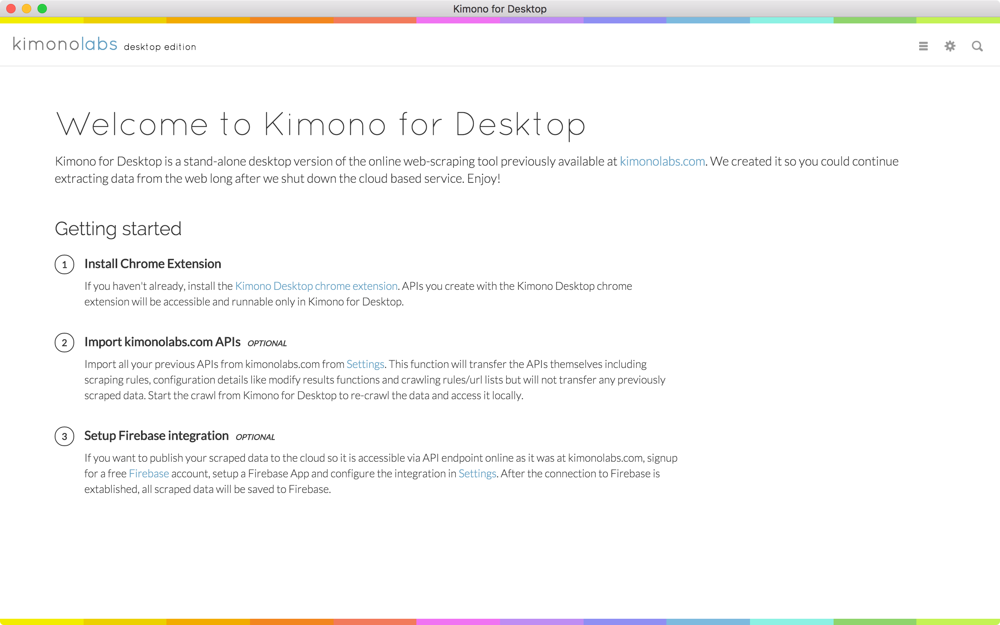 Kimono for Desktop
kimonolabs desktop edition
Welcome to Kimono for Desktop
Kimono for Desktop is a stand-alone desktop version of the online web-scraping tool previously available at kimonolabs.com. We created it so you could continue
extracting data from the web long after we shut down the cloud based service. Enjoy!
Getting started
1 Install Chrome Extension
If you haven't already, install the Kimono Desktop chrome extension. APIs you create with the Kimono Desktop chrome
extension will be accessible and runnable only in Kimono for Desktop.
2 Import kimonolabs.com APIs OPTIONAL
Import all your previous APIs from kimonolabs.com from Settings. This function will transfer the APIs themselves including
scraping rules, configuration details like modify results functions and crawling rules/url lists but will not transfer any previously
scraped data. Start the crawl from Kimono for Desktop to re-crawl the data and access it locally.
3 Setup Firebase integration OPTIONAL
If you want to publish your scraped data to the cloud so it is accessible via API endpoint online as it was at kimonolabs.com, signup
for a free Firebase account, setup a Firebase App and configure the integration in Settings. After the connection to Firebase is
extablished, all scraped data will be saved to Firebase.